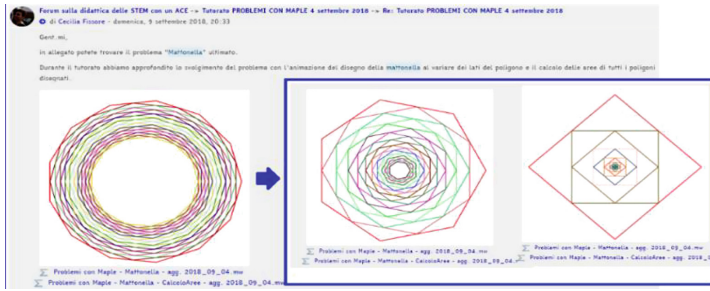 Forum sulla didattica delle STEM con un ACE -> Tutorato PROBLEMI CON MAPLE 4 settembre 2018 -> Re: Tutorato PROBLEMI CON MAPLE 4 settembre 2018
di Cecilia Fissore - domenica, 9 settembre 2018, 20:33
Gent.mi,
in allegato potete trovare il problema "Mattonella" ultimato.
Durante il tutorato abbiamo approfondito lo svolgimento del problema con l'animazione del disegno della mattonella al variare dei lati del poligono e il calcolo delle aree di tutti i poligoni
disegnati.
Problemi con Maple - Mattonella - agg. 2018_09_04.mw
Problemi con Maple - Mattonella - CalcoloAree - agg. 2018_09_04.mw
Problemi con Maple - Mattonella - agg. 2018_09_04.mw
Problemi con Maple - Mattonella - CalcoloAree - agg. 2018_09_04.
Problemi con Maple - Mattonella - agg. 2018_09_04.mw
Problemi con Maple - Mattonella - CalcoloAree - agg. 2018_